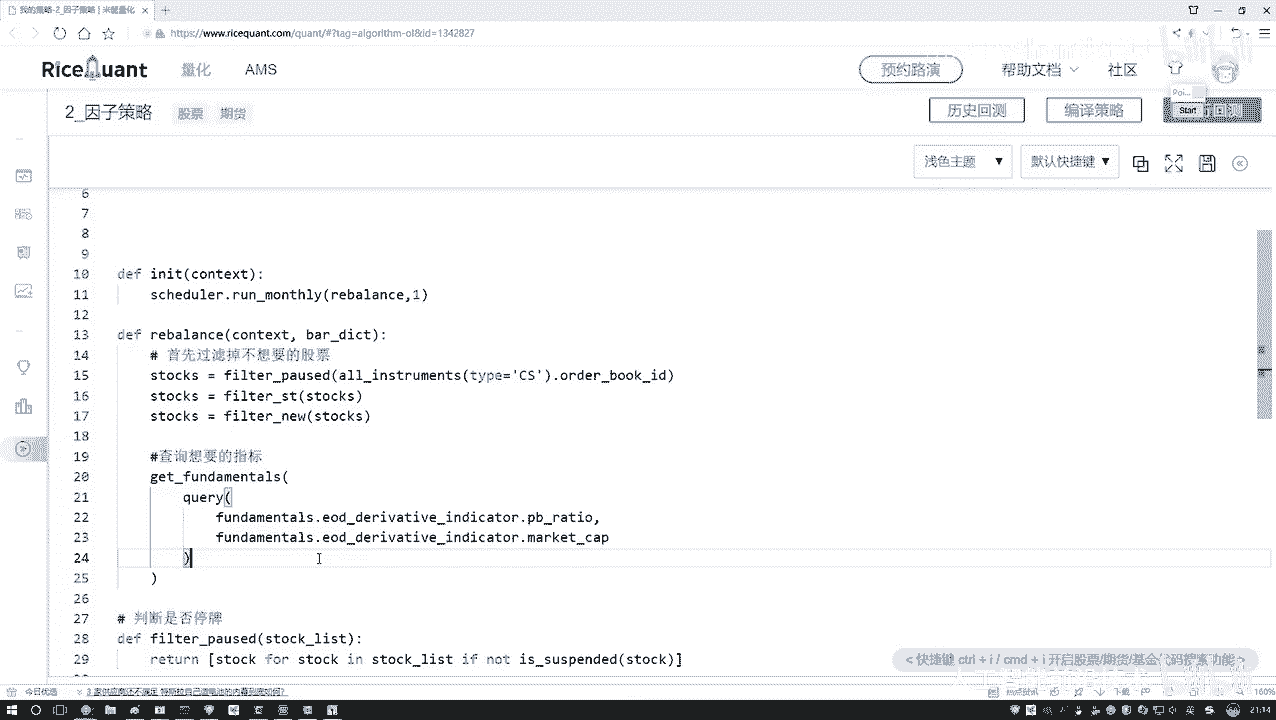 我的策略-2_因子策略 | 米筐量化
https://www.ricequant.com/quant/#?tag=algorithm-ol&id=1342827
RiceQuant 量化 AMS 预约路演 帮助文档 社区
Poi...
2_因子策略 股票 期货 历史回测 编译策略 Start
浅色主题 默认快捷键
6
7
8
9
10 def init(context):
11 scheduler.run_monthly(rebalance,1)
12
13 def rebalance(context, bar_dict):
14 # 首先过滤掉不想要的股票
15 stocks = filter_paused(all_instruments(type='CS').order_book_id)
16 stocks = filter_st(stocks)
17 stocks = filter_new(stocks)
18
19 #查询想要的指标
20 get_fundamentals(
21 query(
22 fundamentals.eod_derivative_indicator.pb_ratio,
23 fundamentals.eod_derivative_indicator.market_cap
24 )
25 )
26
27 # 判断是否停牌
28 def filter_paused(stock_list):
29 return [stock for stock in stock_list if not is_suspended(stock)]
<快捷键 ctrl + i / cmd + i 开启股票/期货/基金
今日优选
160%
21:14